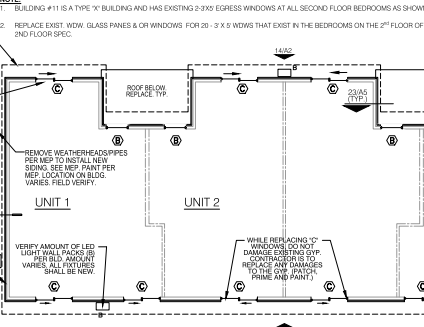 NOTE:
1. BUILDING #11 IS A TYPE "X" BUILDING AND HAS EXISTING 2-3X5' EGRESS WINDOWS AT ALL SECOND FLOOR BEDROOMS AS SHOWN
2. REPLACE EXIST. WDW. GLASS PANES & OR WINDOWS FOR 20 - 3' X 5' WDWS THAT EXIST IN THE BEDROOMS ON THE 2nd FLOOR OF
2ND FLOOR SPEC.
14/A2
B
C
ROOF BELOW.
REPLACE. TYP.
C
C
23/A5
(TYP.)
B
B
B
REMOVE WEATHERHEADS/PIPES
PER MEP TO INSTALL NEW
SIDING. SEE MEP. PAINT PER
MEP. LOCATION ON BLDG.
VARIES. FIELD VERIFY.
UNIT 1
UNIT 2
VERIFY AMOUNT OF LED
LIGHT WALL PACKS (B)
PER BLD. AMOUNT
VARIES. ALL FIXTURES
SHALL BE NEW.
WHILE REPLACING "C"
WINDOWS, DO NOT
DAMAGE EXISTING GYP.
CONTRACTOR IS TO
REPLACE ANY DAMAGES
TO THE GYP. (PATCH,
PRIME AND PAINT.)
C
C
C
C
C
B